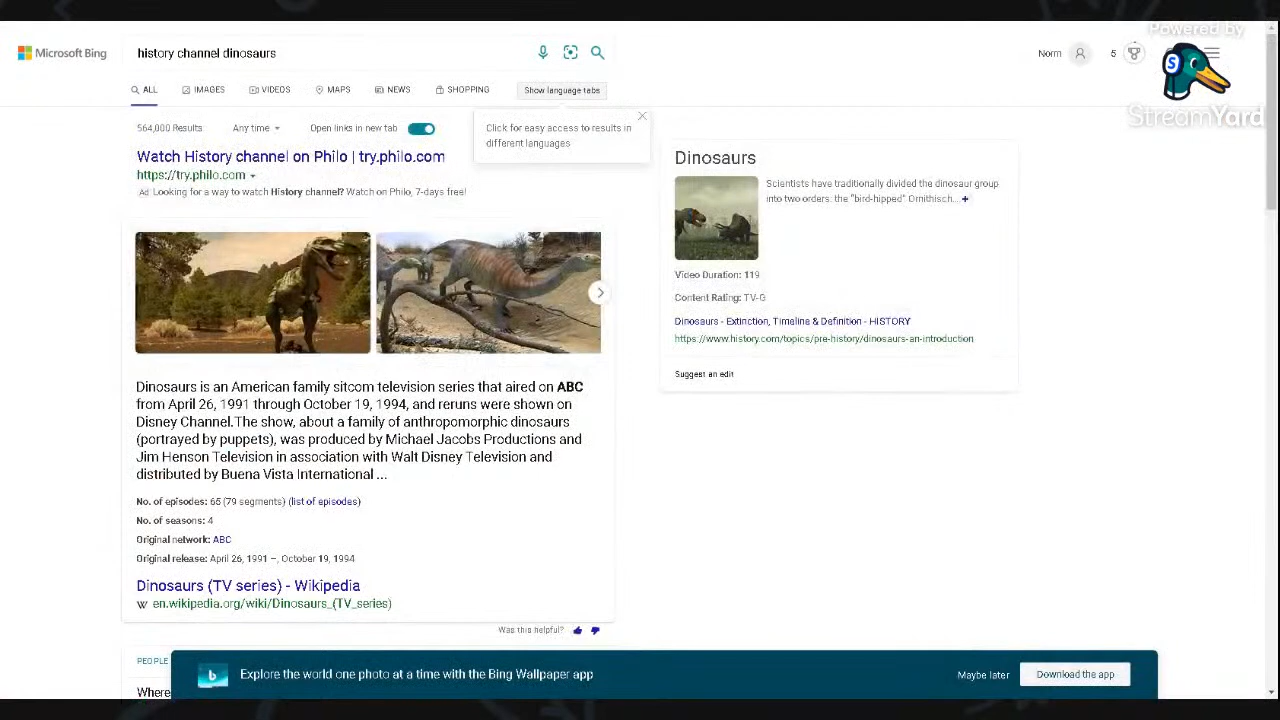 Powered by
StreamYard
Microsoft Bing
history channel dinosaurs
Norm
5
ALL
IMAGES
VIDEOS
MAPS
NEWS
SHOPPING
Show language tabs
564,000 Results
Any time
Open links in new tab
Click for easy access to results in
different languages
Watch History channel on Philo | try.philo.com
https://try.philo.com
Ad Looking for a way to watch History channel? Watch on Philo, 7-days free!
Dinosaurs is an American family sitcom television series that aired on ABC
from April 26, 1991 through October 19, 1994, and reruns were shown on
Disney Channel.The show, about a family of anthropomorphic dinosaurs
(portrayed by puppets), was produced by Michael Jacobs Productions and
Jim Henson Television in association with Walt Disney Television and
distributed by Buena Vista International ...
No. of episodes: 65 (79 segments) (list of episodes)
No. of seasons: 4
Original network: ABC
Original release: April 26, 1991 –, October 19, 1994
Dinosaurs (TV series) - Wikipedia
W en.wikipedia.org/wiki/Dinosaurs_(TV_series)
Was this helpful?
Dinosaurs
Scientists have traditionally divided the dinosaur group
into two orders: the "bird-hipped" Ornithisch...+
Video Duration: 119
Content Rating: TV-G
Dinosaurs - Extinction, Timeline & Definition - HISTORY
https://www.history.com/topics/pre-history/dinosaurs-an-introduction
Suggest an edit
PEOPLE
Where
b
Explore the world one photo at a time with the Bing Wallpaper app
Maybe later
Download the app